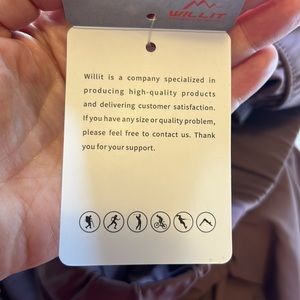 WILLIT
Willit is a company specialized in
producing high-quality products
and delivering customer satisfaction.
If you have any size or quality problem,
please feel free to contact us. Thank
you for your support.